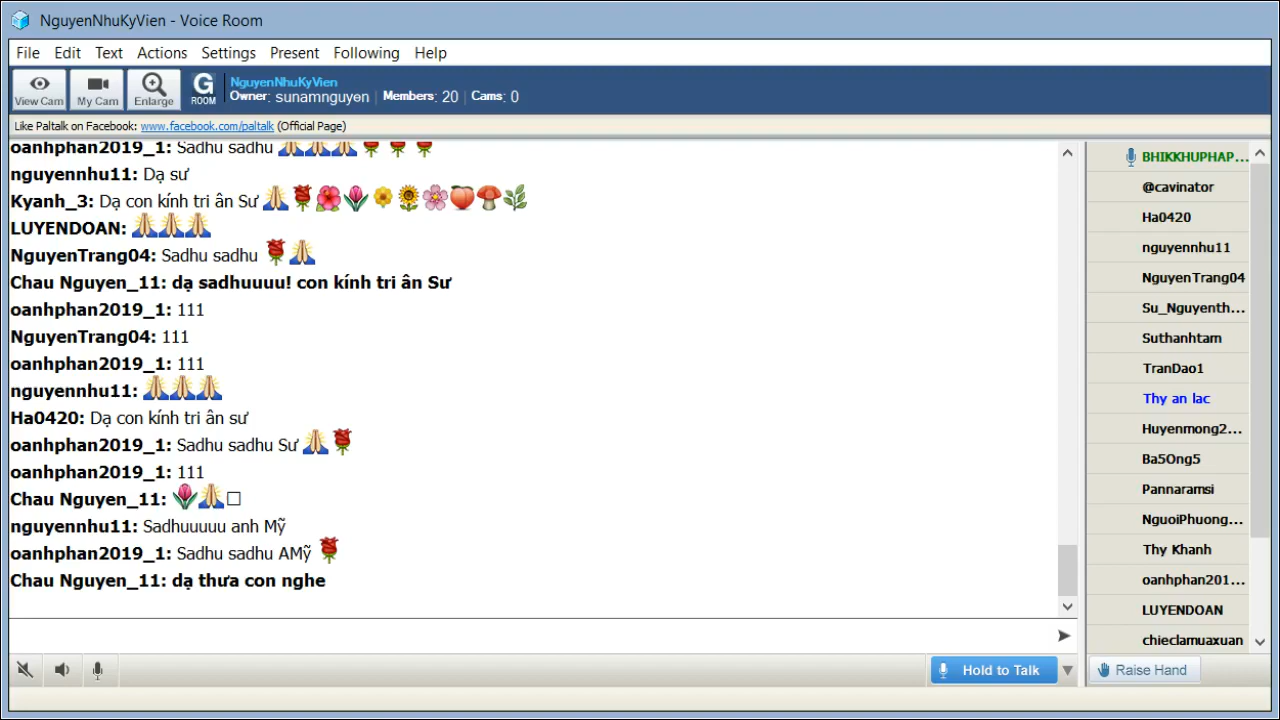 NguyenNhuKyVien - Voice Room
File Edit Text Actions Settings Present Following Help
View Cam
My Cam
Enlarge
G ROOM
NguyenNhuKyVien
Owner: sunamnguyen | Members: 20 | Cams: 0
Like Paltalk on Facebook: www.facebook.com/paltalk (Official Page)
oanhphan2019_1: Sadhu sadhu 🙏🙏🙏🌹🌹🌹
nguyennhu11: Dạ sư
Kyanh_3: Dạ con kính tri ân Sư 🙏🌹🌺🌷🌼🌻🌸🍑🍄🌿
LUYENDOAN: 🙏🙏🙏
NguyenTrang04: Sadhu sadhu 🌹🙏
Chau Nguyen_11: dạ sadhuuuu! con kính tri ân Sư
oanhphan2019_1: 111
NguyenTrang04: 111
oanhphan2019_1: 111
nguyennhu11: 🙏🙏🙏
Ha0420: Dạ con kính tri ân sư
oanhphan2019_1: Sadhu sadhu Sư 🙏🌹
oanhphan2019_1: 111
Chau Nguyen_11: 🌷🙏□
nguyennhu11: Sadhuuuuu anh Mỹ
oanhphan2019_1: Sadhu sadhu AMỹ 🌹
Chau Nguyen_11: dạ thưa con nghe
Hold to Talk
BHIKKHUPHAP...
@cavinator
Ha0420
nguyennhu11
NguyenTrang04
Su_Nguyenth...
Suthanhtam
TranDao1
Thy an lac
Huyenmong2...
Ba5Ong5
Pannaramsi
NguoiPhuong...
Thy Khanh
oanhphan201...
LUYENDOAN
chieclamuaxuan
Raise Hand